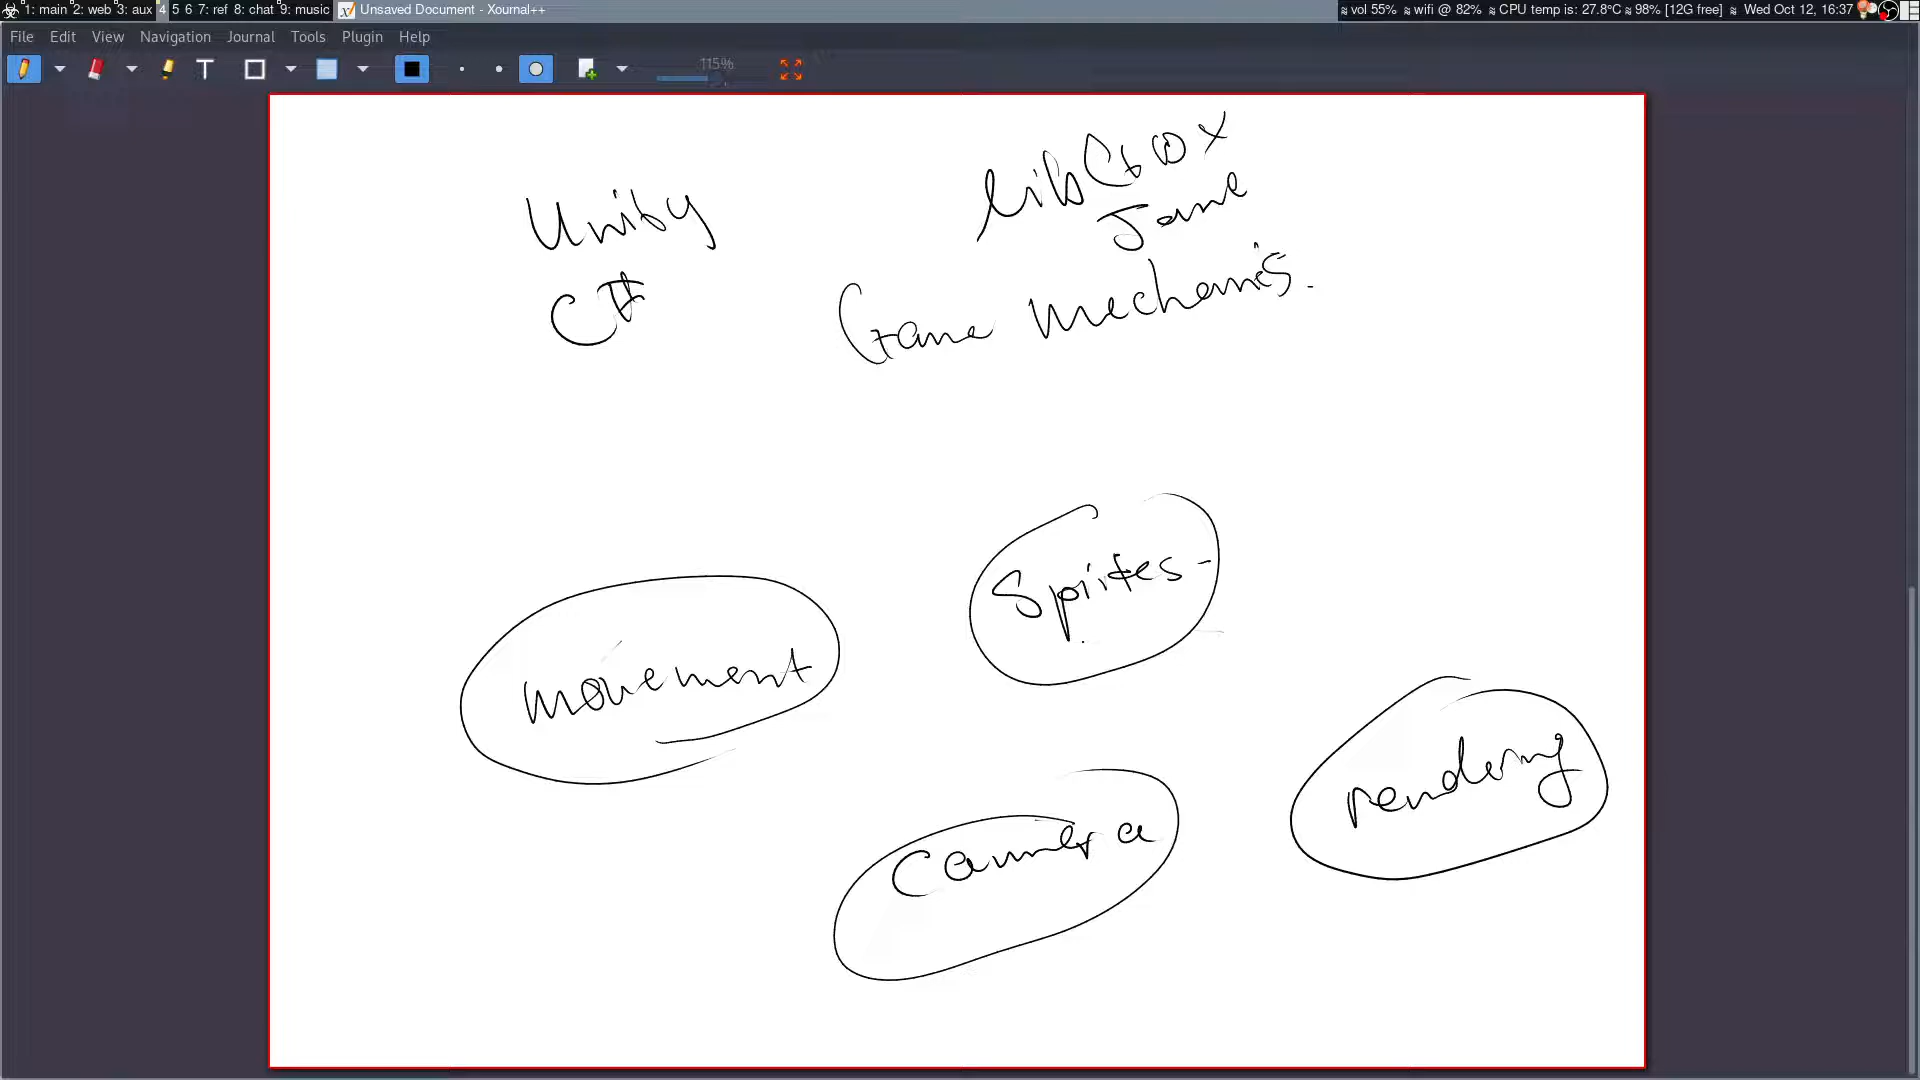 1: main 2: web 3: aux 4 5 6 7: ref 8: chat 9: music Unsaved Document - Xournal++ vol 55% wifi @ 82% CPU temp is: 27.8°C 98% [12G free] Wed Oct 12, 16:37
File Edit View Navigation Journal Tools Plugin Help
115%
Unity
C#
libGDX
Game mechanics.
Sprites
movement
rendering
camera